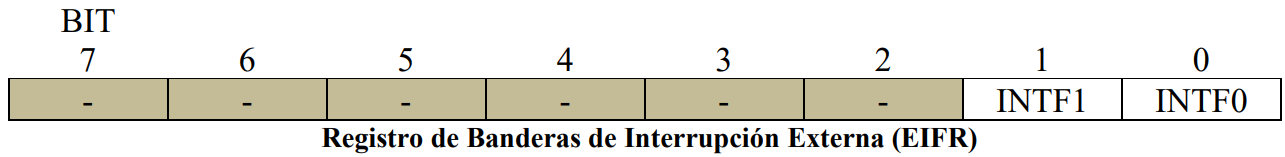 BIT
7 6 5 4 3 2 1 0
- - - - - - INTF1 INTF0
Registro de Banderas de Interrupción Externa (EIFR)